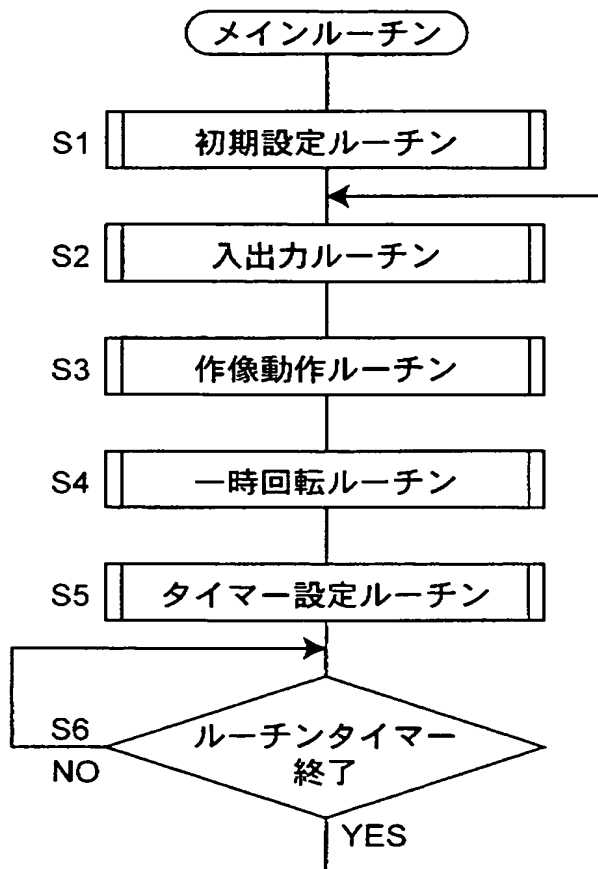 メインルーチン
S1 初期設定ルーチン
S2 入出力ルーチン
S3 作像動作ルーチン
S4 一時回転ルーチン
S5 タイマー設定ルーチン
S6 ルーチンタイマー
NO 終了
YES